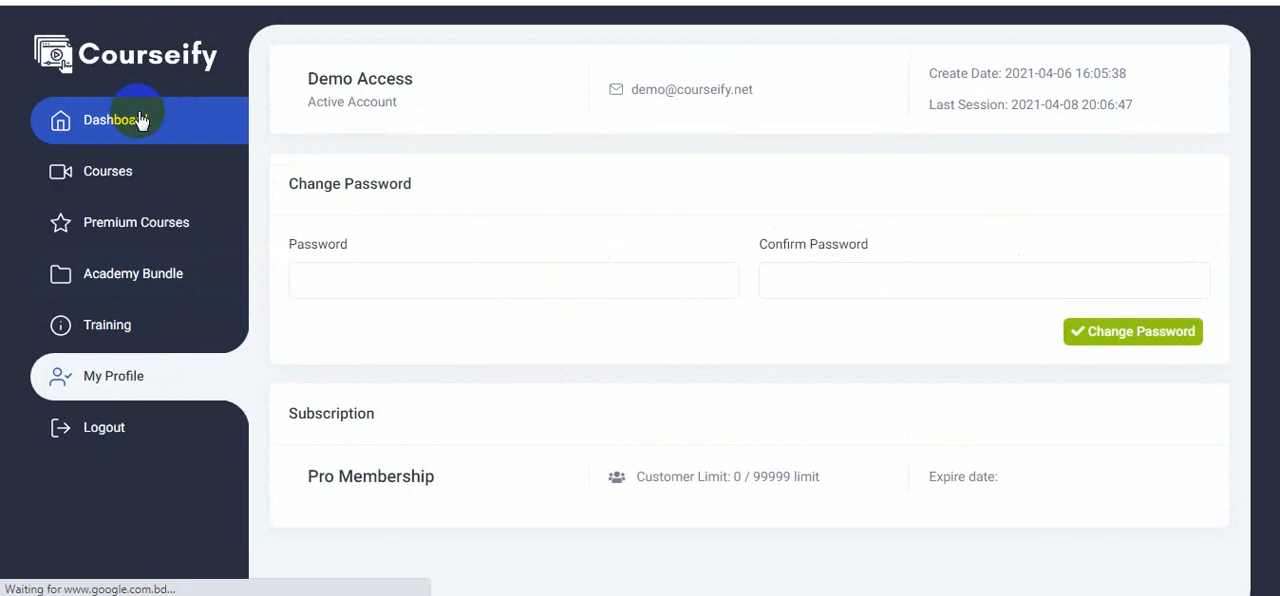 Courseify
Dashboard
Courses
Premium Courses
Academy Bundle
Training
My Profile
Logout
Demo Access
Active Account
demo@courseify.net
Create Date: 2021-04-06 16:05:38
Last Session: 2021-04-08 20:06:47
Change Password
Password
Confirm Password
Change Password
Subscription
Pro Membership
Customer Limit: 0 / 99999 limit
Expire date:
Waiting for www.google.com.bd...